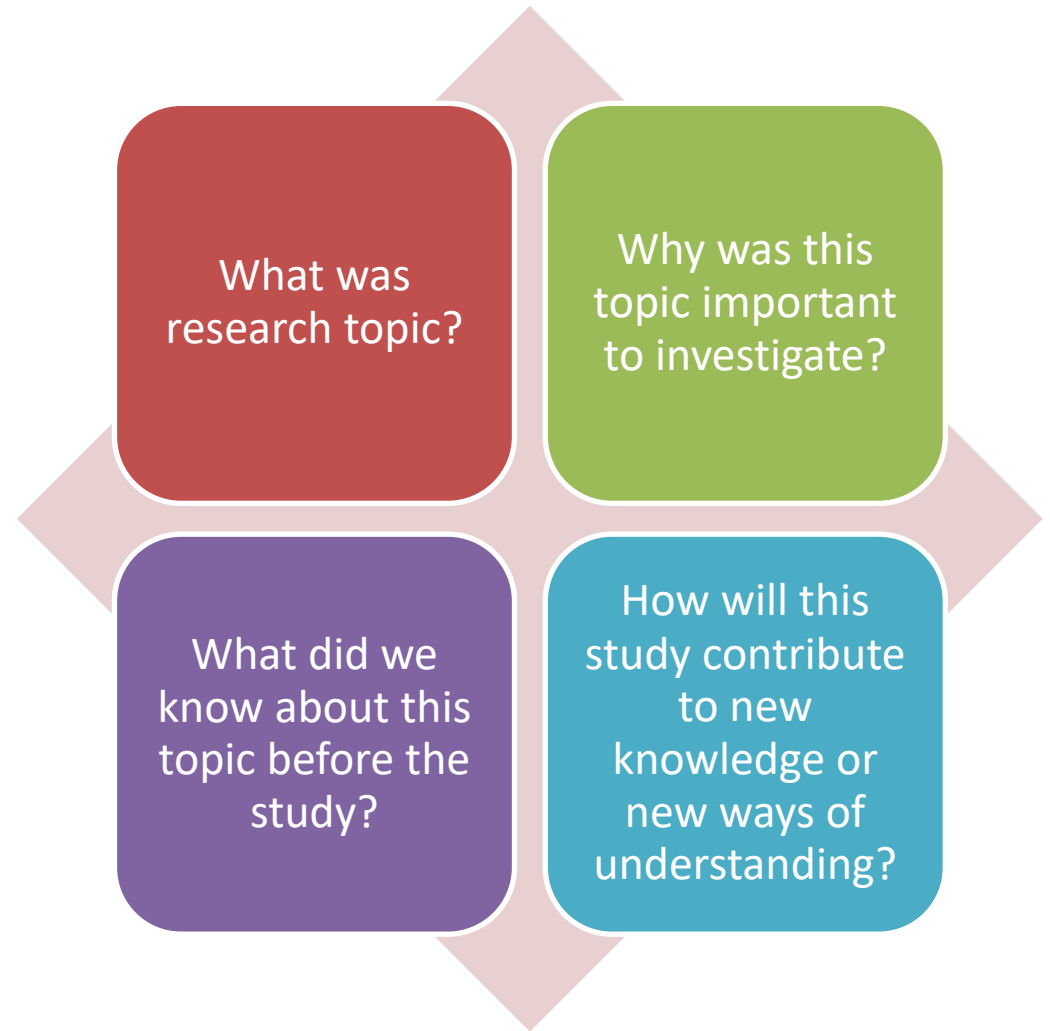 What was
research topic?
Why was this
topic important
to investigate?
What did we
know about this
topic before the
study?
How will this
study contribute
to new
knowledge or
new ways of
understanding?